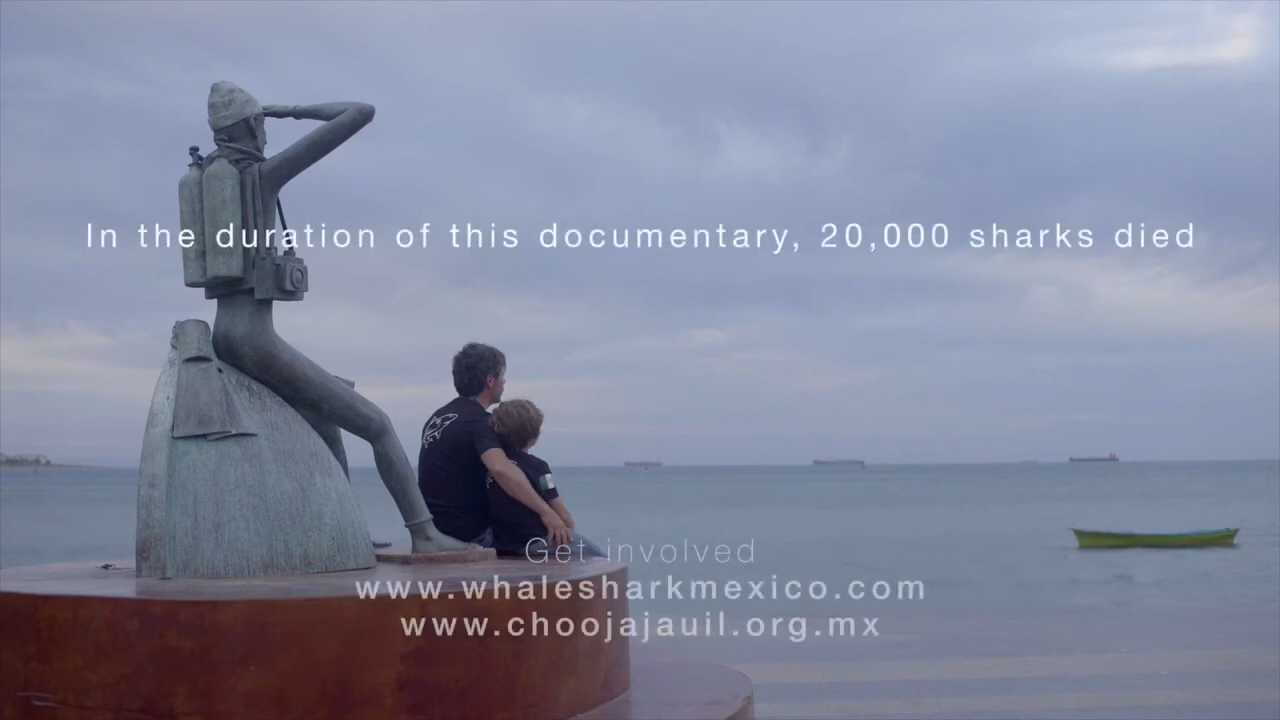 In the duration of this documentary, 20,000 sharks died
Get involved
www.whalesharkmexico.com
www.choojajauil.org.mx